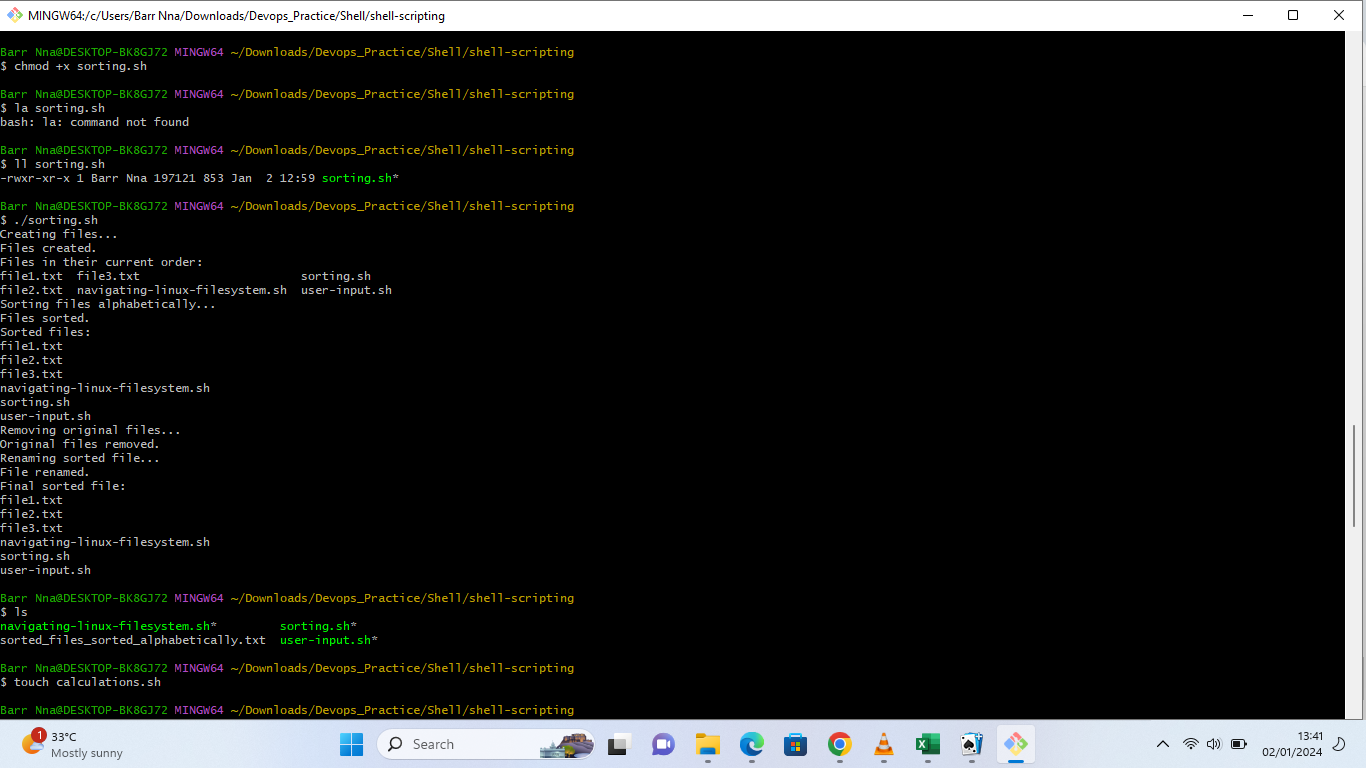 MINGW64:/c/Users/Barr Nna/Downloads/Devops_Practice/Shell/shell-scripting
Barr Nna@DESKTOP-BK8GJ72 MINGW64 ~/Downloads/Devops_Practice/Shell/shell-scripting
$ chmod +x sorting.sh
Barr Nna@DESKTOP-BK8GJ72 MINGW64 ~/Downloads/Devops_Practice/Shell/shell-scripting
$ la sorting.sh
bash: la: command not found
Barr Nna@DESKTOP-BK8GJ72 MINGW64 ~/Downloads/Devops_Practice/Shell/shell-scripting
$ ll sorting.sh
-rwxr-xr-x 1 Barr Nna 197121 853 Jan  2 12:59 sorting.sh*
Barr Nna@DESKTOP-BK8GJ72 MINGW64 ~/Downloads/Devops_Practice/Shell/shell-scripting
$ ./sorting.sh
Creating files...
Files created.
Files in their current order:
file1.txt  file3.txt                       sorting.sh
file2.txt  navigating-linux-filesystem.sh  user-input.sh
Sorting files alphabetically...
Files sorted.
Sorted files:
file1.txt
file2.txt
file3.txt
navigating-linux-filesystem.sh
sorting.sh
user-input.sh
Removing original files...
Original files removed.
Renaming sorted file...
File renamed.
Final sorted file:
file1.txt
file2.txt
file3.txt
navigating-linux-filesystem.sh
sorting.sh
user-input.sh
Barr Nna@DESKTOP-BK8GJ72 MINGW64 ~/Downloads/Devops_Practice/Shell/shell-scripting
$ ls
navigating-linux-filesystem.sh*         sorting.sh*
sorted_files_sorted_alphabetically.txt  user-input.sh*
Barr Nna@DESKTOP-BK8GJ72 MINGW64 ~/Downloads/Devops_Practice/Shell/shell-scripting
$ touch calculations.sh
Barr Nna@DESKTOP-BK8GJ72 MINGW64 ~/Downloads/Devops_Practice/Shell/shell-scripting
1
33°C
Mostly sunny
Search
13:41
02/01/2024